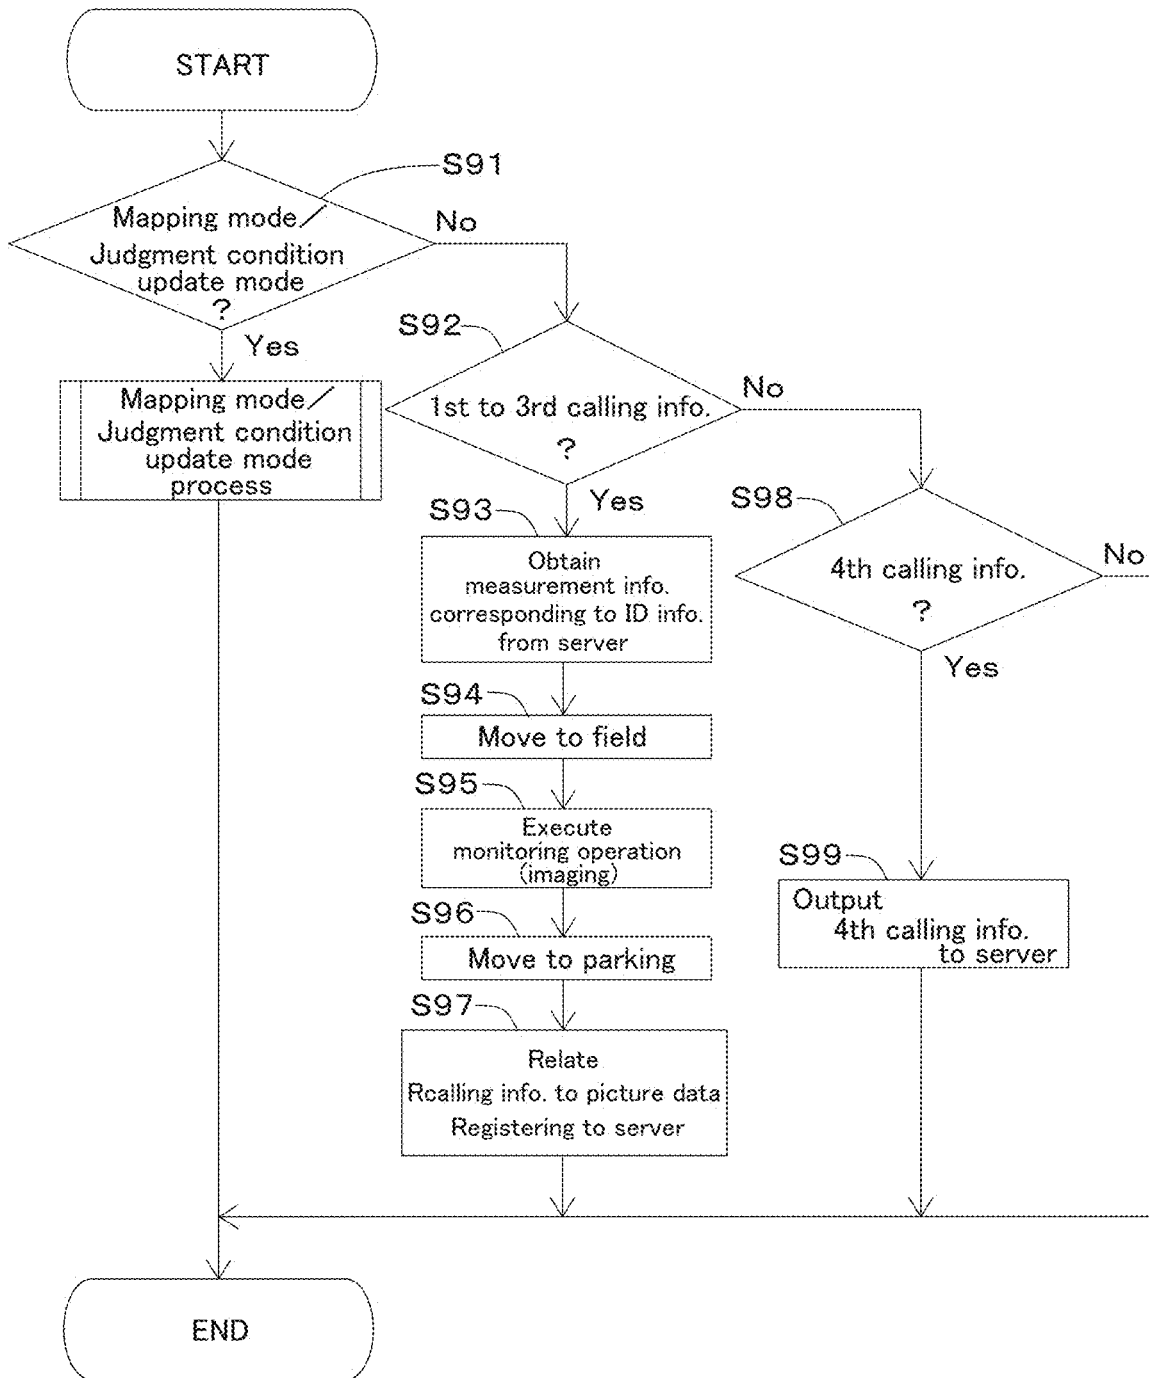 START
S91
Mapping mode／
Judgment condition
update mode
?
No
Yes
Mapping mode／
Judgment condition
update mode
process
S92
1st to 3rd calling info.
?
No
Yes
S93
Obtain
measurement info.
corresponding to ID info.
from server
S94
Move to field
S95
Execute
monitoring operation
(imaging)
S96
Move to parking
S97
Relate
Rcalling info. to picture data
Registering to server
S98
4th calling info.
?
No
Yes
S99
Output
4th calling info.
to server
END